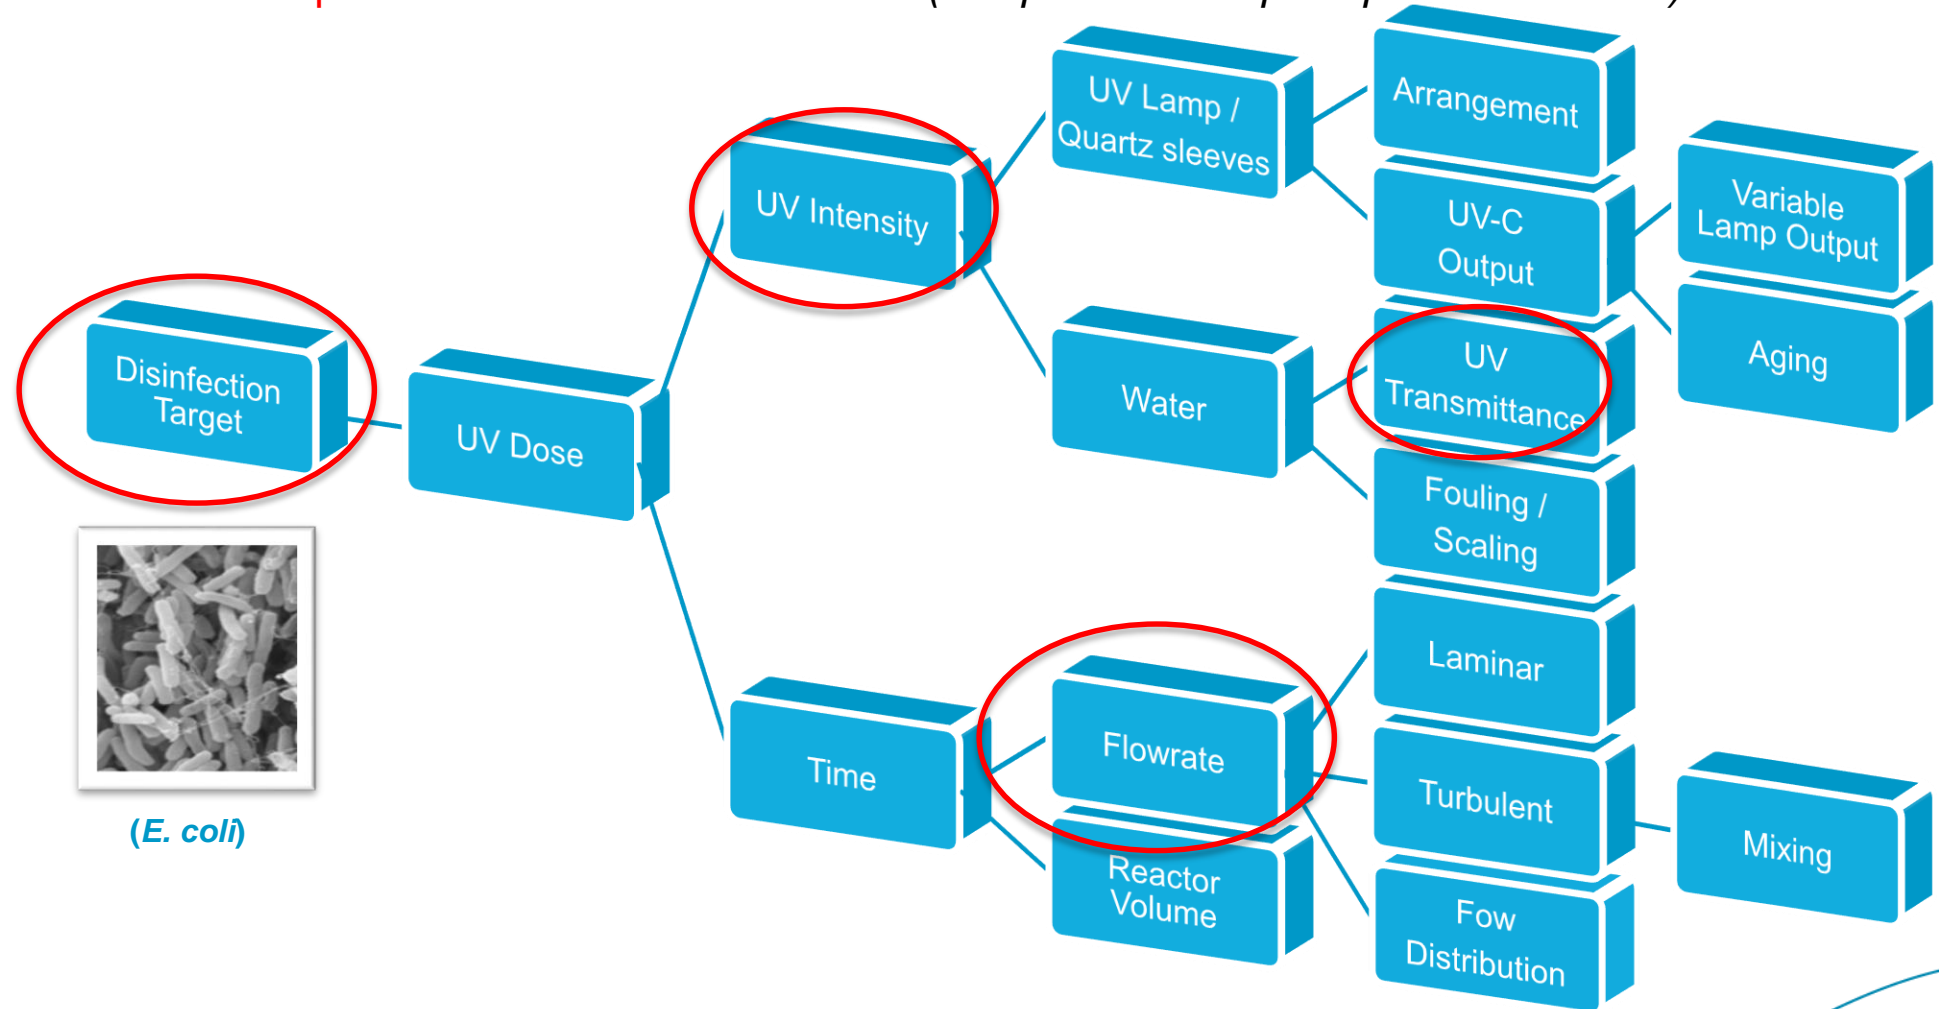 Disinfection
Target
(E. coli)
UV Dose
UV Intensity
Time
UV Lamp /
Quartz sleeves
Water
Flowrate
Reactor
Volume
Arrangement
UV-C
Output
UV
Transmittance
Fouling /
Scaling
Laminar
Turbulent
Fow
Distribution
Variable
Lamp Output
Aging
Mixing